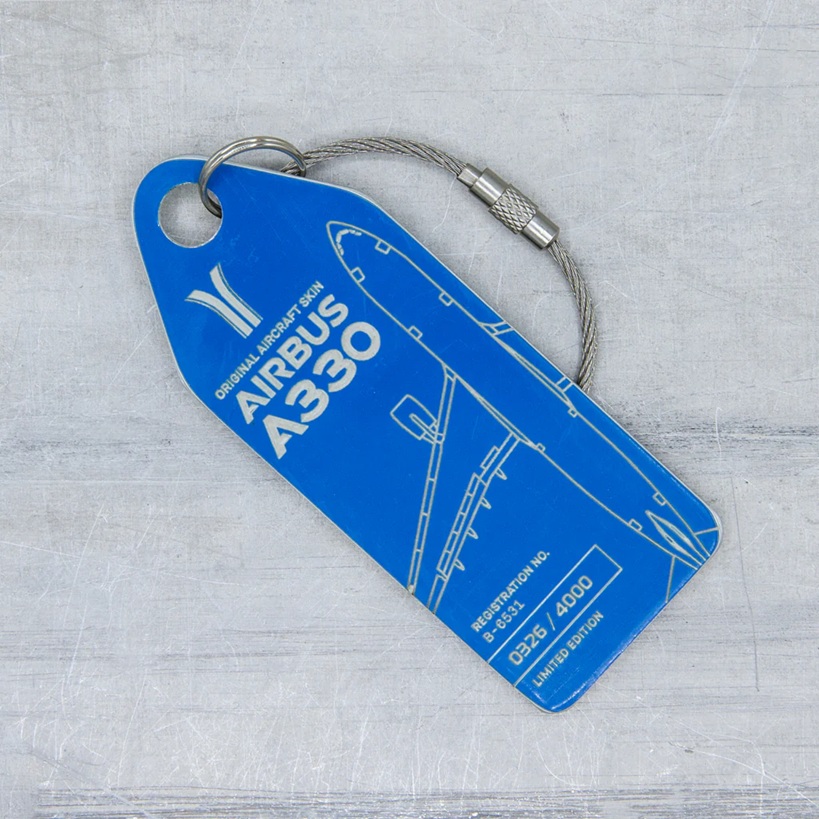 ORIGINAL AIRCRAFT SKIN
AIRBUS
A330
REGISTRATION NO.
B-6531
0326 / 4000
LIMITED EDITION